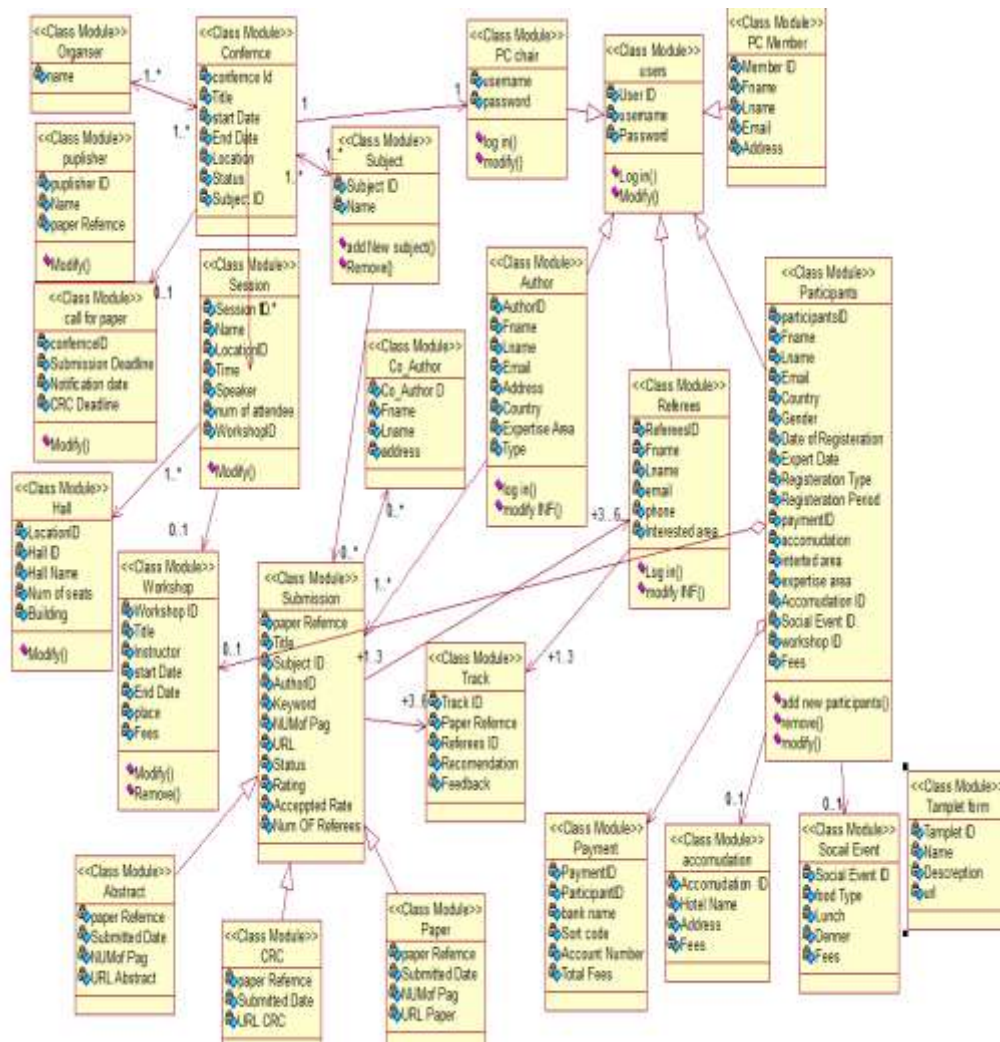 <<Class Module>>
Organser
name
<<Class Module>>
Confernce
confernce Id
Title
start Date
End Date
Location
Status
Subject ID
<<Class Module>>
PC chair
username
password
log in()
modify()
<<Class Module>>
users
User ID
username
Password
Log in()
Modify()
<<Class Module>>
PC Member
Member ID
Fname
Lname
Email
Address
1..*
1..*
1
1
1..*
1..*
<<Class Module>>
puplisher
puplisher ID
Name
paper Refernce
Modify()
<<Class Module>>
Subject
Subject ID
Name
add New subject()
Remove()
0..1
<<Class Module>>
call for paper
confernceID
Submission Deadline
Notification date
CRC Deadline
Modify()
<<Class Module>>
Session
Session ID *
Name
LocationID
Time
Speaker
num of attendee
WorkshopID
Modify()
<<Class Module>>
Author
AuthorID
Fname
Lname
Email
Address
Country
Expertise Area
Type
log in()
modify INF()
<<Class Module>>
Participants
participantsID
Fname
Lname
Email
Country
Gender
Date of Registeration
Expert Date
Registeration Type
Registeration Period
paymentID
accomudation
interted area
expertise area
Accomudation ID
Social Event ID
workshop ID
Fees
add new participants()
remove()
modify()
<<Class Module>>
Co_Author
Co_Author D
Fname
Lname
address
<<Class Module>>
Referees
RefereesID
Fname
Lname
email
phone
Interested area
Log in()
modify INF()
1..*
<<Class Module>>
Hall
LocationID
Hall ID
Hall Name
Num of seats
Building
Modify()
0..1
0..*
+3..6
<<Class Module>>
Workshop
Workshop ID
Title
Instructor
start Date
End Date
place
Fees
Modify()
Remove()
0..*
1..*
<<Class Module>>
Submission
paper Refernce
Title
Subject ID
AuthorID
Keyword
NUMof Pag
URL
Status
Rating
Acceppted Rate
Num OF Referees
0..1
+1..3
+1..3
+3..6
<<Class Module>>
Track
Track ID
Paper Refernce
Referees ID
Recomendation
Feedback
0..1
0..1
<<Class Module>>
Abstract
paper Refernce
Submitted Date
NUMof Pag
URL Abstract
<<Class Module>>
CRC
paper Refernce
Submitted Date
URL CRC
<<Class Module>>
Paper
paper Refernce
Submitted Date
NUMof Pag
URL Paper
<<Class Module>>
Payment
PaymentID
ParticipantID
bank name
Sort code
Account Number
Total Fees
<<Class Module>>
accomudation
Accomudation ID
Hotel Name
Address
Fees
<<Class Module>>
Socail Event
Social Event ID
food Type
Lunch
Denner
Fees
<<Class Module>>
Tamplet form
Tamplet ID
Name
Descreption
url